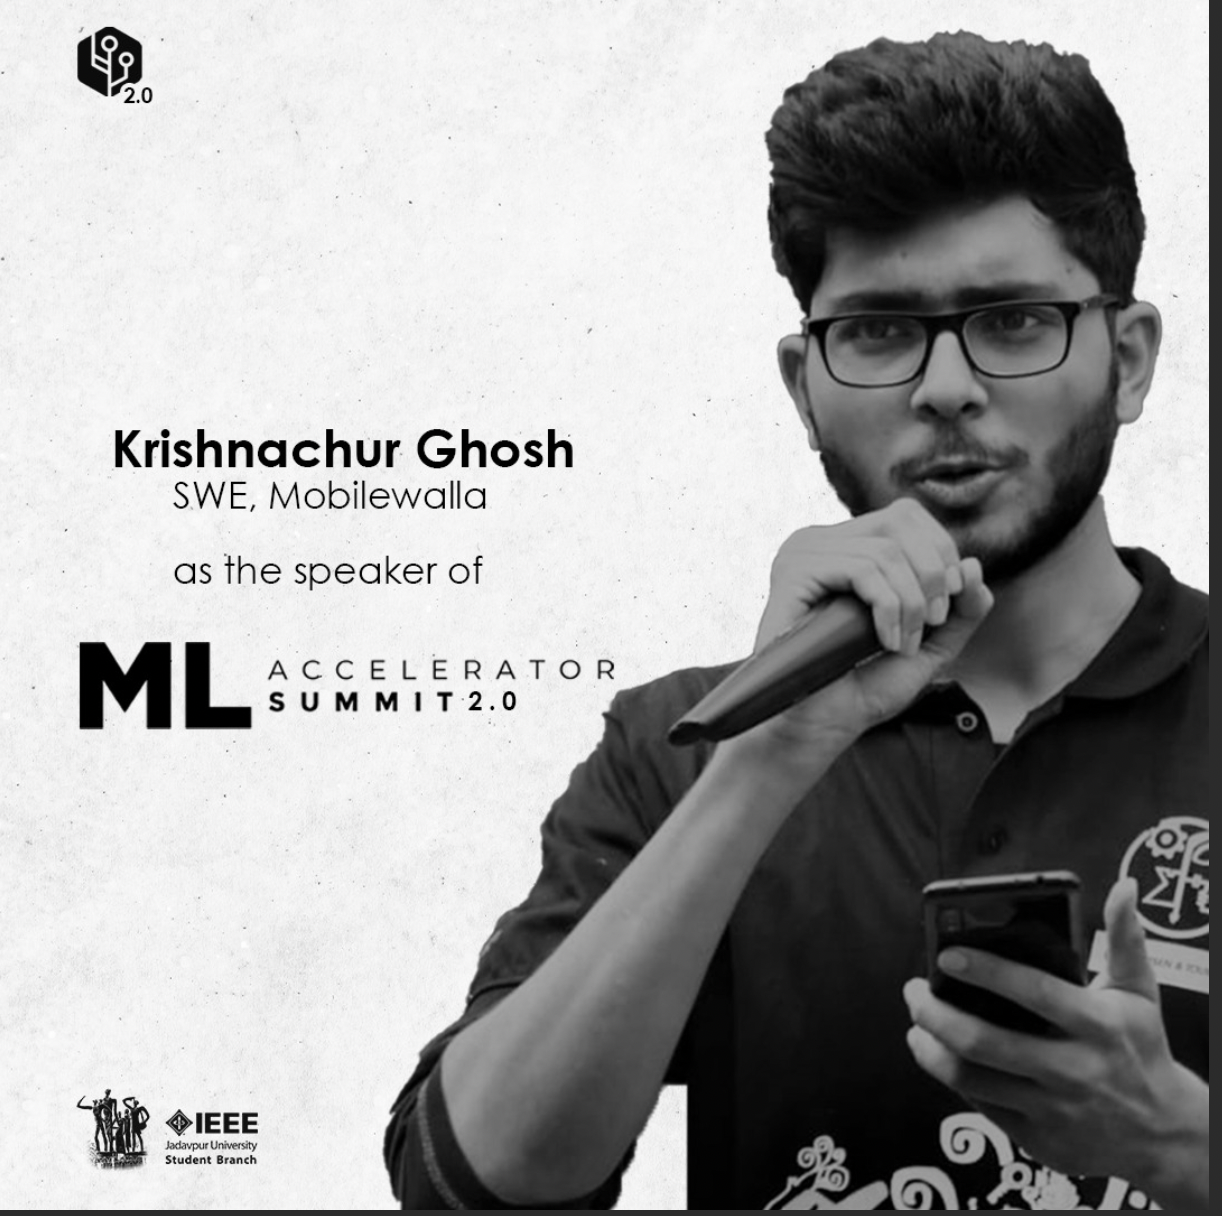 2.0
Krishnachur Ghosh
SWE, Mobilewalla
as the speaker of
ML ACCELERATOR
SUMMIT 2.0
IEEE
Jadavpur University
Student Branch